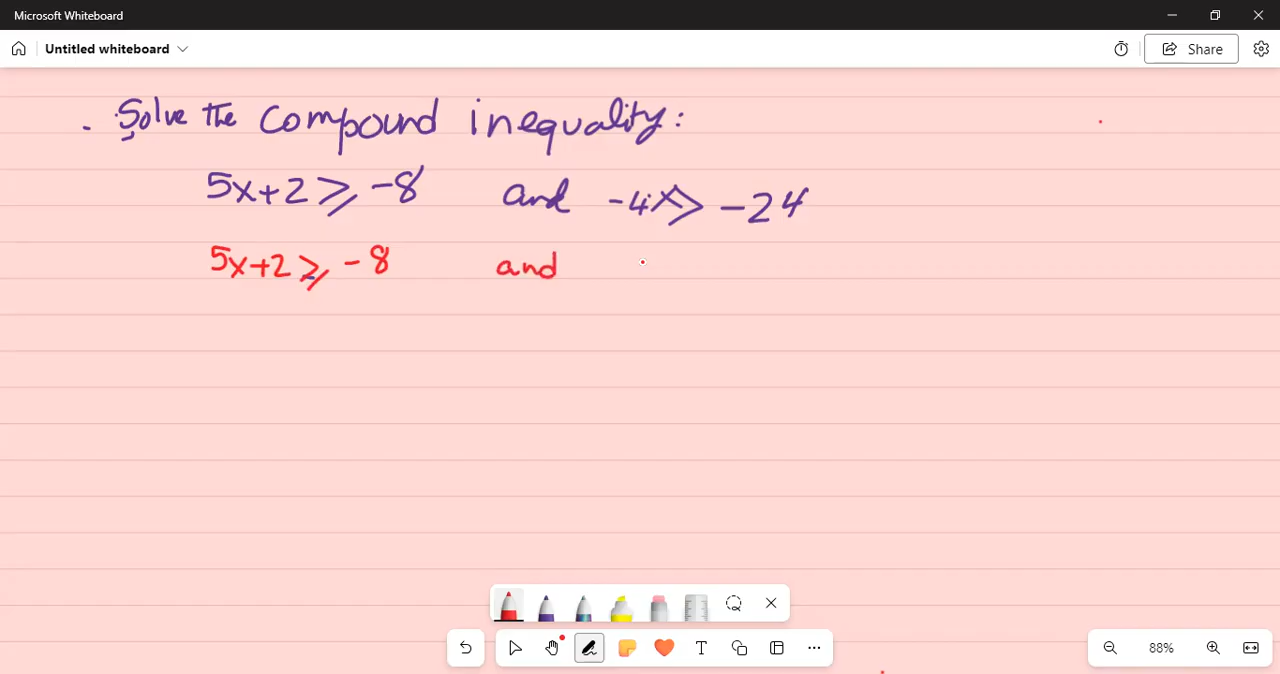 Microsoft Whiteboard
Untitled whiteboard
Share
. Solve the compound inequality:
5x+2 ⩾ -8 and -4x ⩾ -24
5x+2 ⩾ -8 and
88%